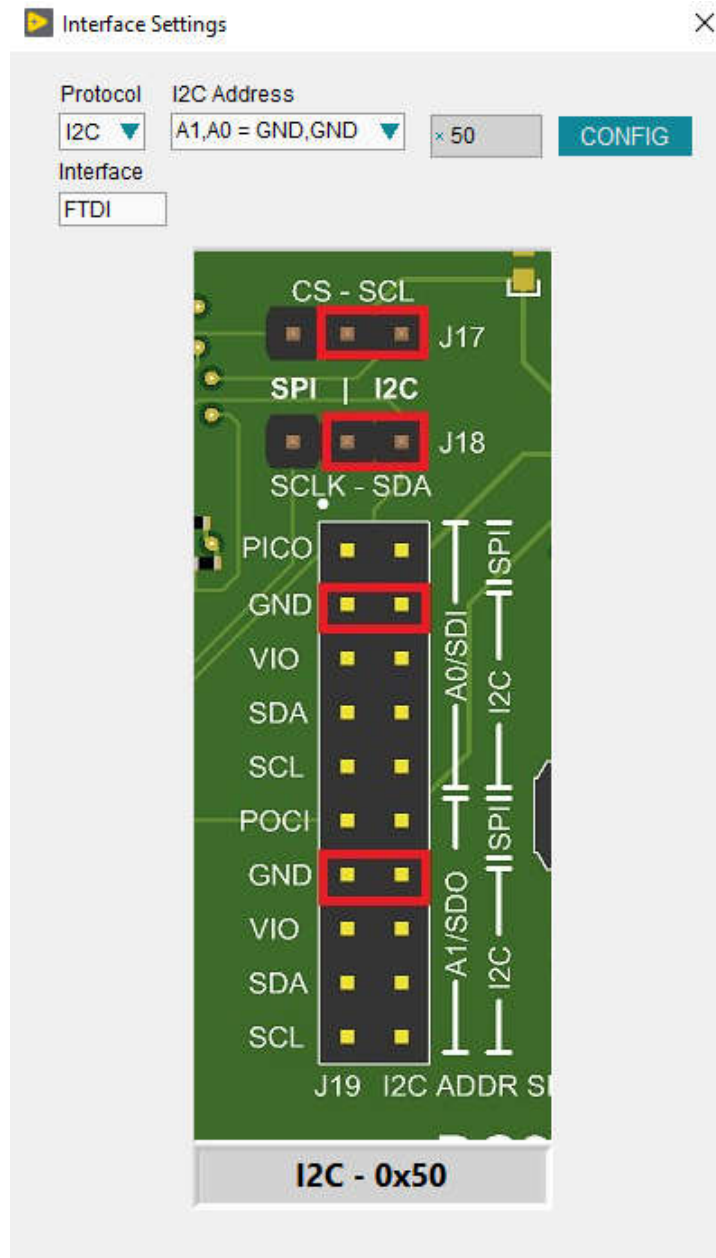 Interface Settings
Protocol I2C Address
I2C A1,A0 = GND,GND × 50 CONFIG
Interface
FTDI
CS - SCL
J17
SPI | I2C
J18
SCLK - SDA
PICO
GND
VIO
SDA
SCL
POCI
GND
VIO
SDA
SCL
A0/SDI
SPI
I2C
A1/SDO
SPI
I2C
J19 I2C ADDR
I2C - 0x50